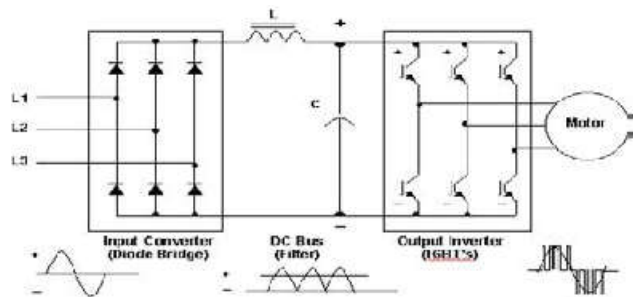 L
+
+ + +
L1
C
L2
Motor
L3
- - -
-
Input Converter
(Diode Bridge)
DC Bus
(Filter)
Output Inverter
(IGBT's)
+
-
+
-